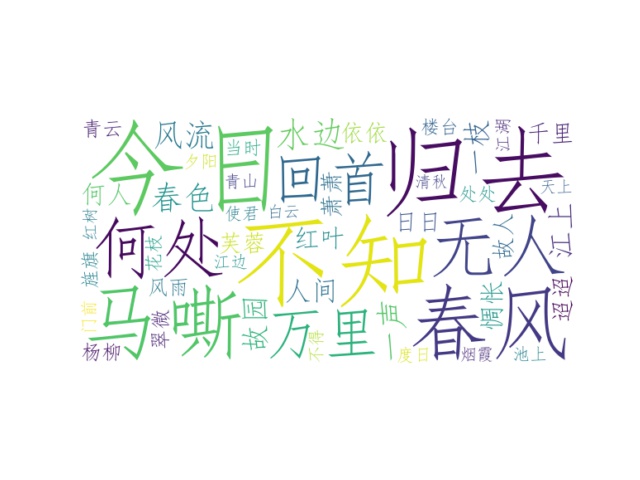 青云
风流
今日
夕阳
当时
水边
依依
楼台
一枝
江湖
千里
何人
春色
青山
回首
萧萧
归去
清秋
处处
天上
红树
使君
白云
日日
故人
江上
旌旗
何处
花枝
芙蓉
江边
红叶
不知
无人
风雨
人间
惆怅
迢迢
门前
马嘶
翠微
故园
万里
不得
一声
春风
杨柳
度日
烟霞
池上